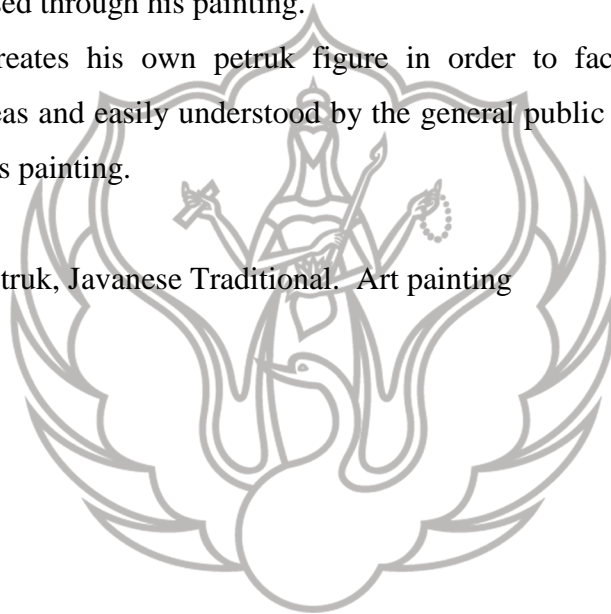 sed through his painting.
reates his own petruk figure in order to fac
eas and easily understood by the general public
s painting.
truk, Javanese Traditional. Art painting